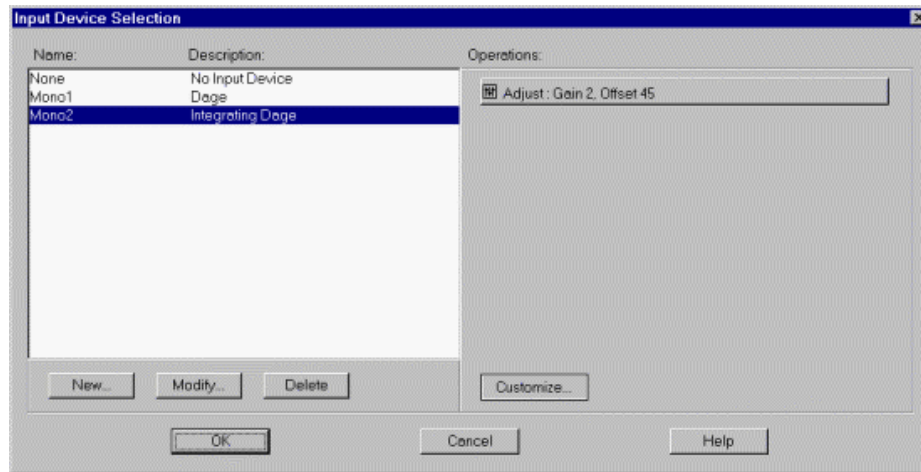 Input Device Selection
Name: Description: Operations:
None No Input Device
Mono1 Dage
Mono2 Integrating Dage
Adjust : Gain 2, Offset 45
New... Modify... Delete Customize...
OK Cancel Help